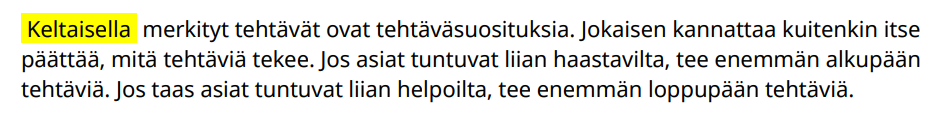 Keltaisella merkityt tehtävät ovat tehtäväsuosituksia. Jokaisen kannattaa kuitenkin itse
päättää, mitä tehtäviä tekee. Jos asiat tuntuvat liian haastavilta, tee enemmän alkupään
tehtäviä. Jos taas asiat tuntuvat liian helpoilta, tee enemmän loppupään tehtäviä.